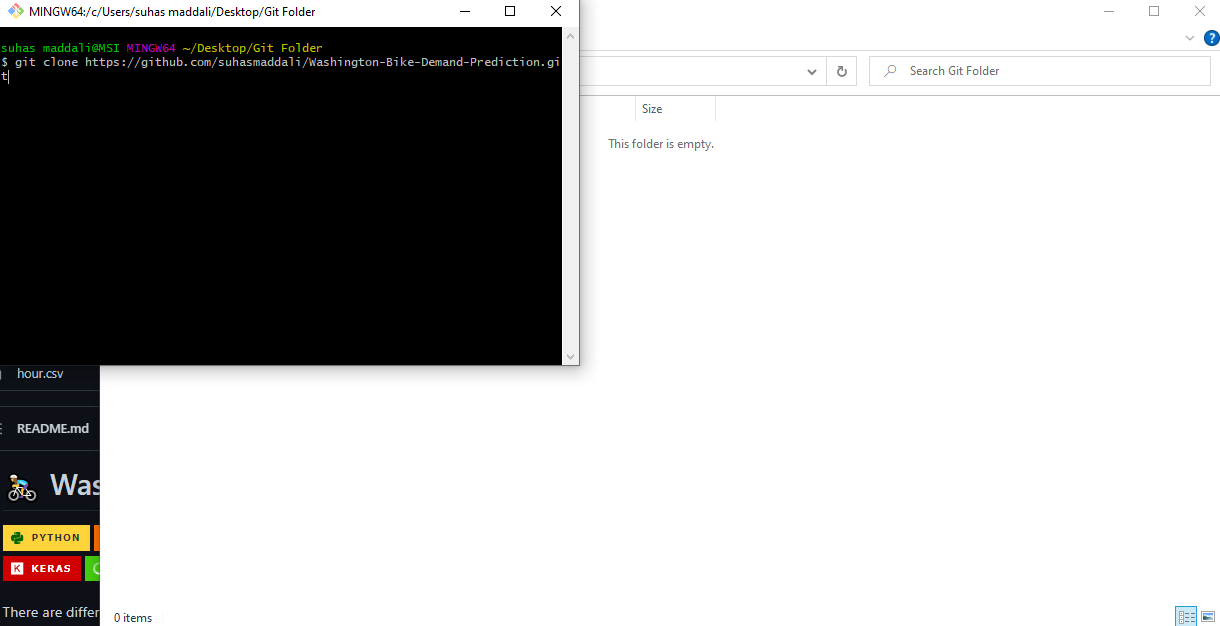 MINGW64:/c/Users/suhas maddali/Desktop/Git Folder
suhas maddali@MSI MINGW64 ~/Desktop/Git Folder
$ git clone https://github.com/suhasmaddali/Washington-Bike-Demand-Prediction.gi
t
Search Git Folder
Size
This folder is empty.
hour.csv
README.md
Was
PYTHON
K KERAS
There are differ
0 items